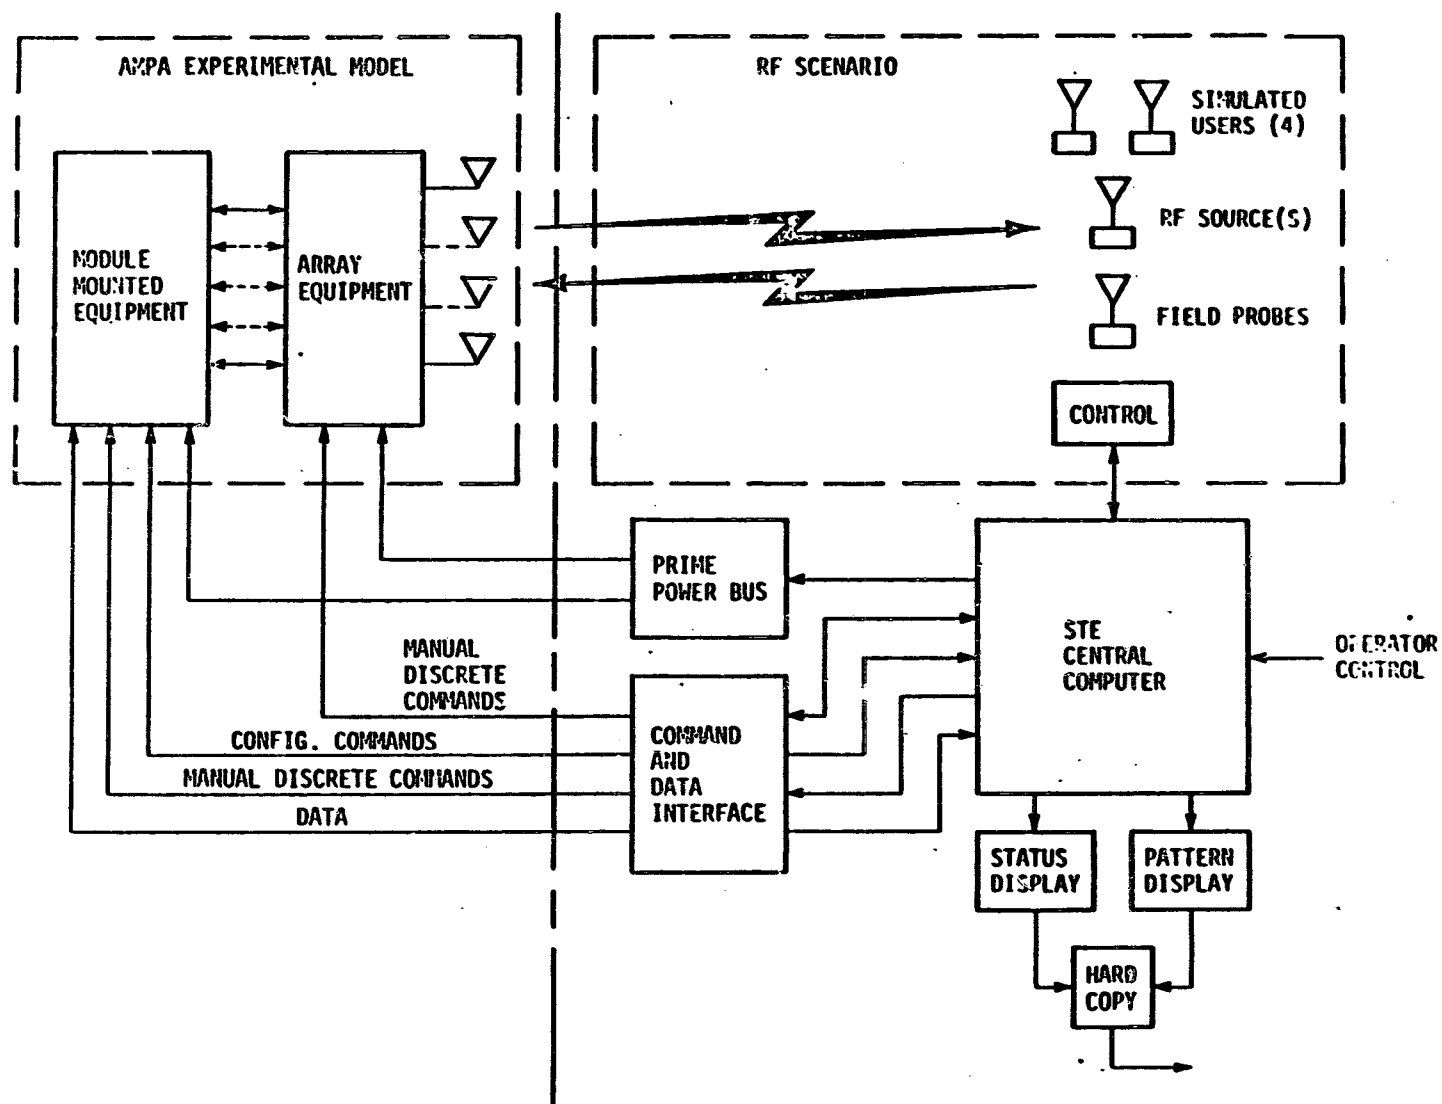 AMPA EXPERIMENTAL MODEL
RF SCENARIO
SIMULATED
USERS (4)
RF SOURCE(S)
FIELD PROBES
MODULE
MOUNTED
EQUIPMENT
ARRAY
EQUIPMENT
CONTROL
PRIME
POWER BUS
STE
CENTRAL
COMPUTER
OPERATOR
CONTROL
MANUAL
DISCRETE
COMMANDS
CONFIG. COMMANDS
MANUAL DISCRETE COMMANDS
DATA
COMMAND
AND
DATA
INTERFACE
STATUS
DISPLAY
PATTERN
DISPLAY
HARD
COPY